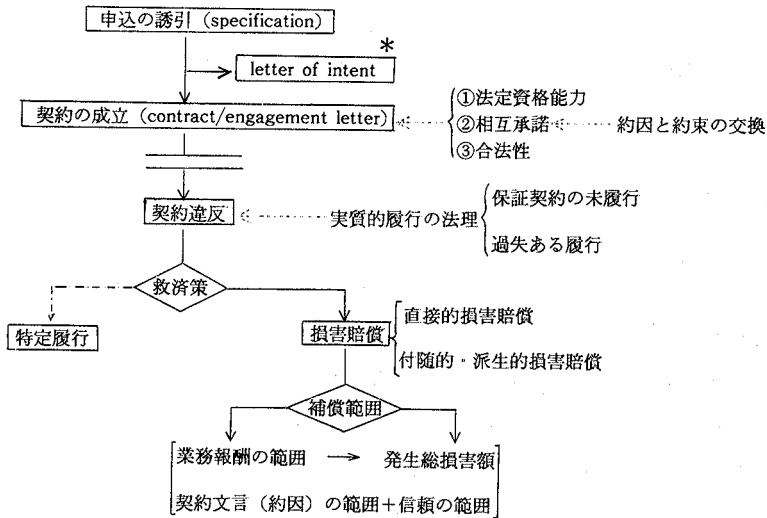 申込の誘引 (specification)
*
letter of intent
契約の成立 (contract/engagement letter)
①法定資格能力
②相互承諾
約因と約束の交換
③合法性
契約違反
実質的履行の法理
保証契約の未履行
過失ある履行
救済策
特定履行
損害賠償
直接的損害賠償
付随的・派生的損害賠償
補償範囲
業務報酬の範囲 → 発生総損害額
契約文言（約因）の範囲＋信頼の範囲